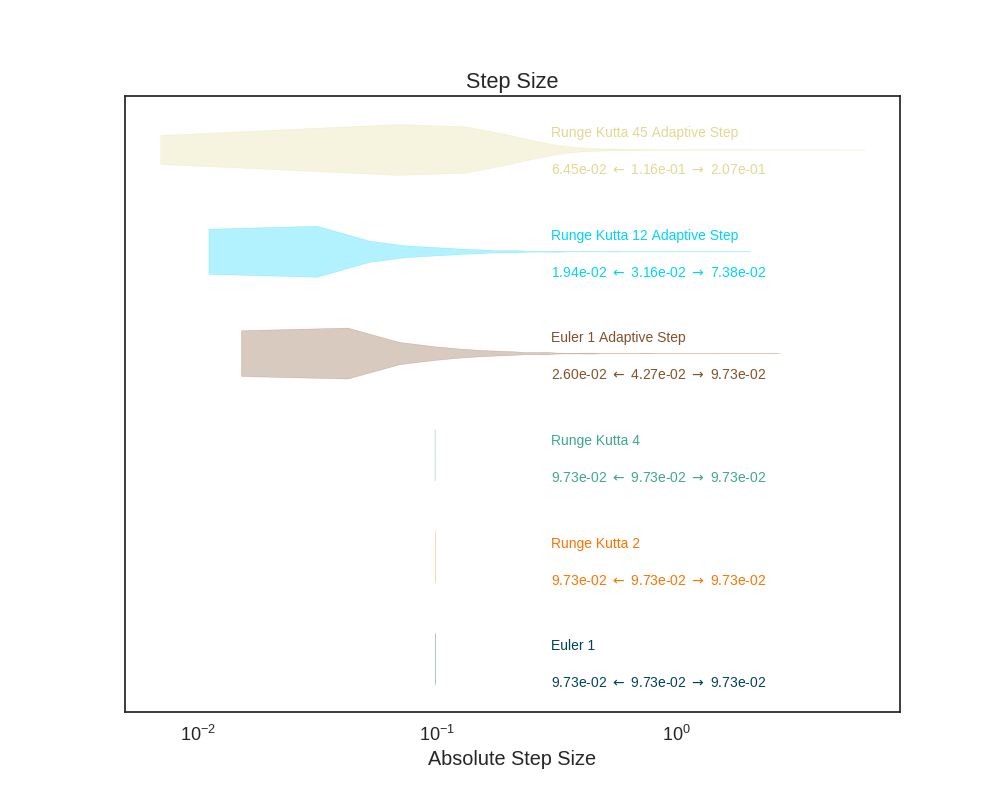 Step Size
Runge Kutta 45 Adaptive Step
6.45e-02 ← 1.16e-01 → 2.07e-01
Runge Kutta 12 Adaptive Step
1.94e-02 ← 3.16e-02 → 7.38e-02
Euler 1 Adaptive Step
2.60e-02 ← 4.27e-02 → 9.73e-02
Runge Kutta 4
9.73e-02 ← 9.73e-02 → 9.73e-02
Runge Kutta 2
9.73e-02 ← 9.73e-02 → 9.73e-02
Euler 1
9.73e-02 ← 9.73e-02 → 9.73e-02
10⁻² 10⁻¹ 10⁰
Absolute Step Size